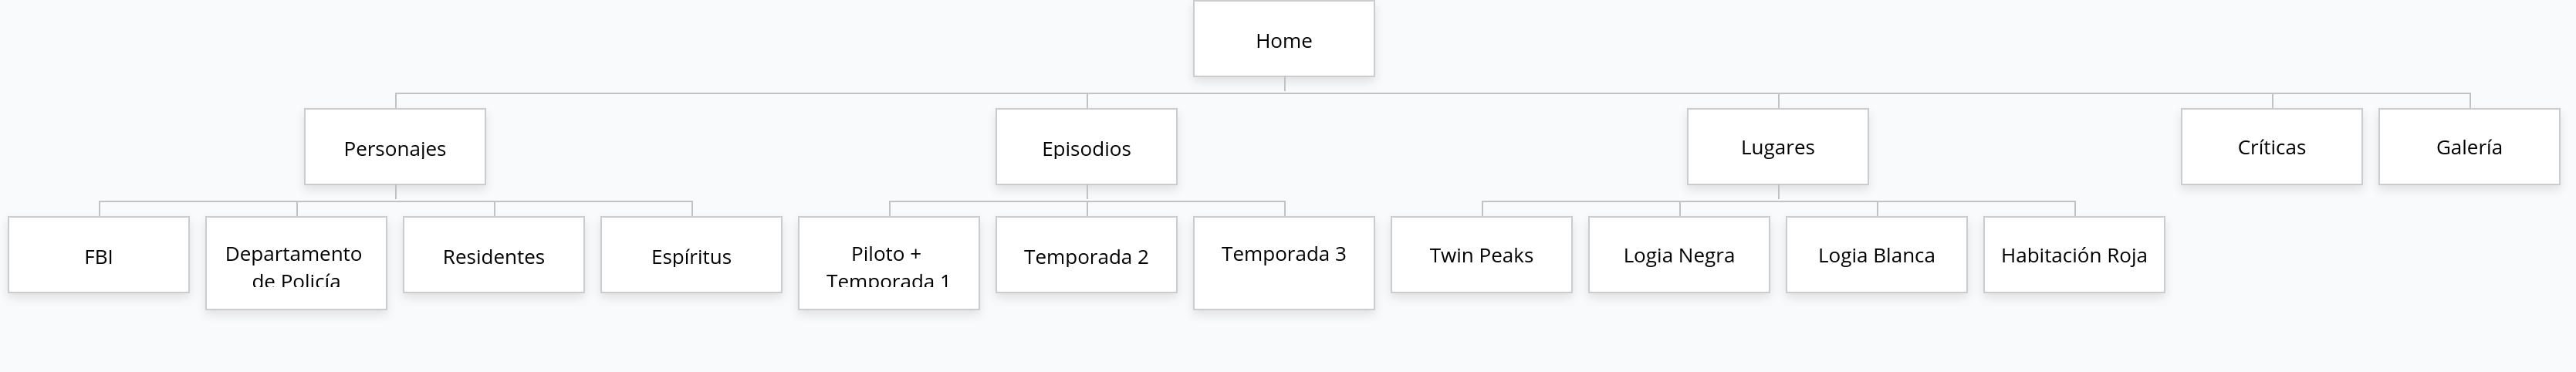 Home
Personajes
Episodios
Lugares
Críticas
Galería
FBI
Departamento
de Policía
Residentes
Espíritus
Piloto +
Temporada 1
Temporada 2
Temporada 3
Twin Peaks
Logia Negra
Logia Blanca
Habitación Roja